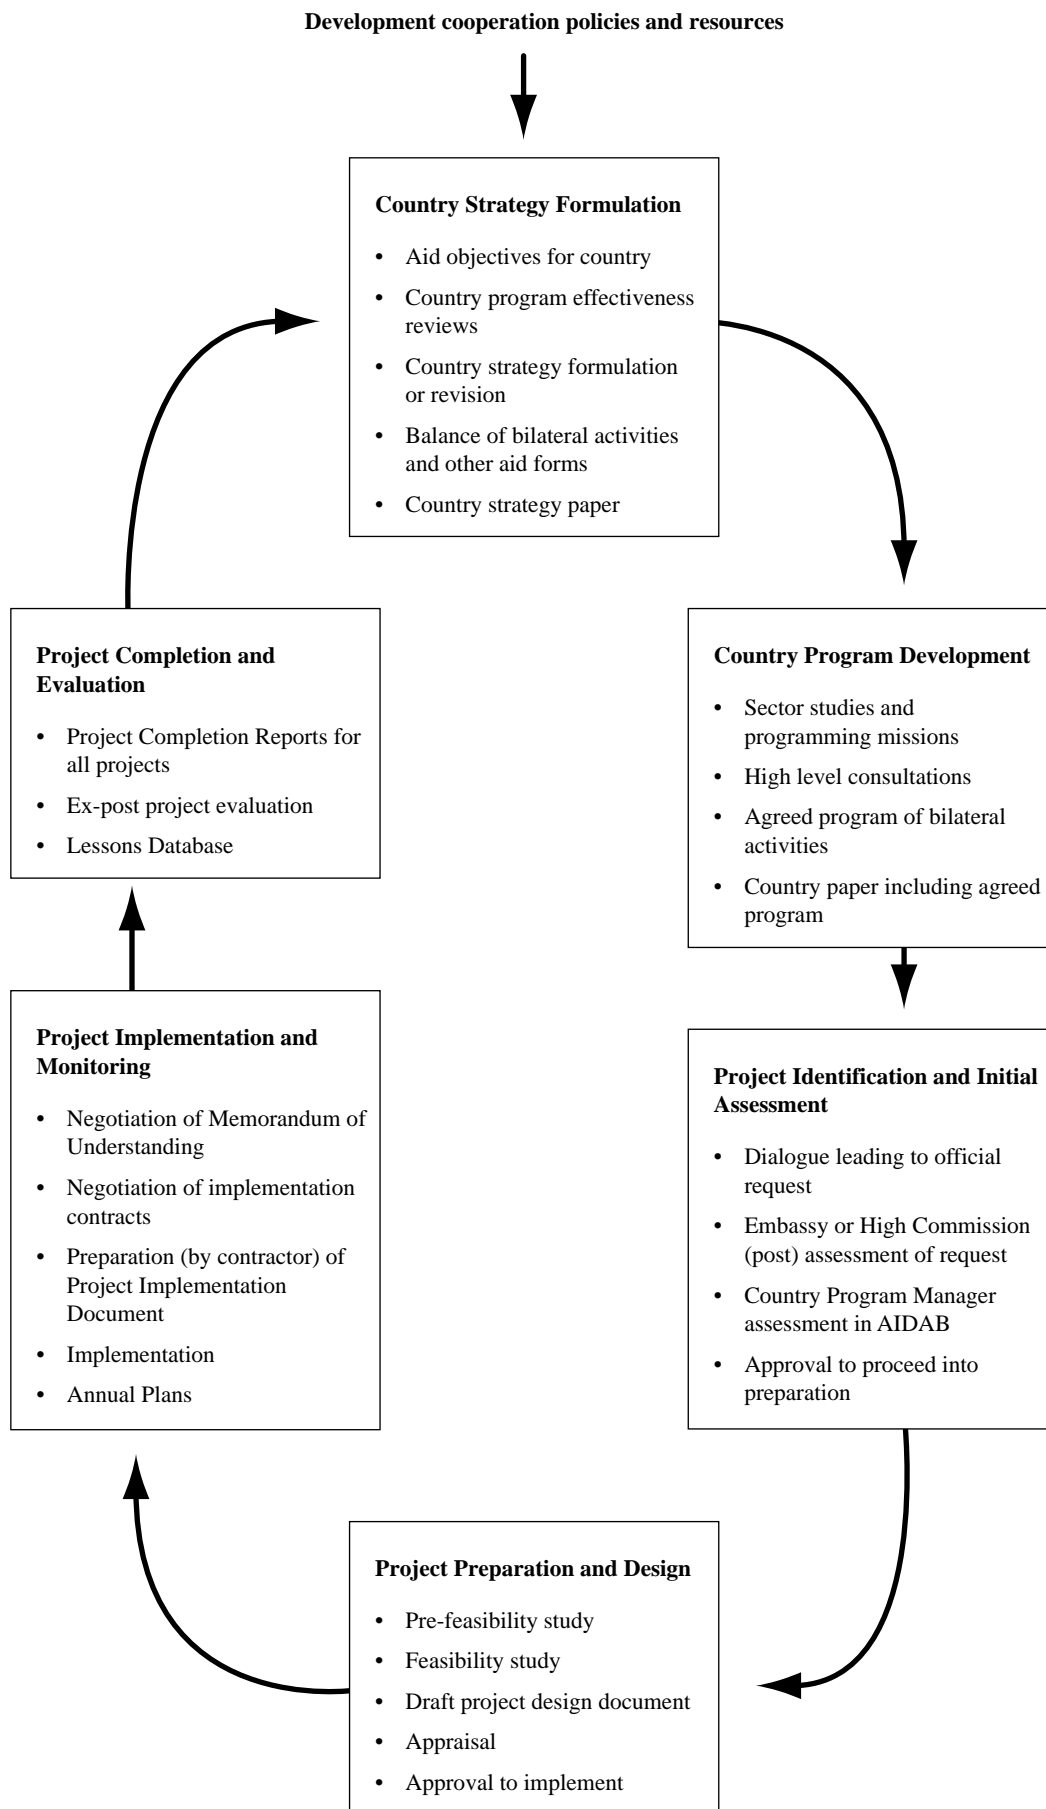 Development cooperation policies and resources
Country Strategy Formulation
• Aid objectives for country
• Country program effectiveness
reviews
• Country strategy formulation
or revision
• Balance of bilateral activities
and other aid forms
• Country strategy paper
Country Program Development
• Sector studies and
programming missions
• High level consultations
• Agreed program of bilateral
activities
• Country paper including agreed
program
Project Identification and Initial
Assessment
• Dialogue leading to official
request
• Embassy or High Commission
(post) assessment of request
• Country Program Manager
assessment in AIDAB
• Approval to proceed into
preparation
Project Preparation and Design
• Pre-feasibility study
• Feasibility study
• Draft project design document
• Appraisal
• Approval to implement
Project Implementation and
Monitoring
• Negotiation of Memorandum of
Understanding
• Negotiation of implementation
contracts
• Preparation (by contractor) of
Project Implementation
Document
• Implementation
• Annual Plans
Project Completion and
Evaluation
• Project Completion Reports for
all projects
• Ex-post project evaluation
• Lessons Database